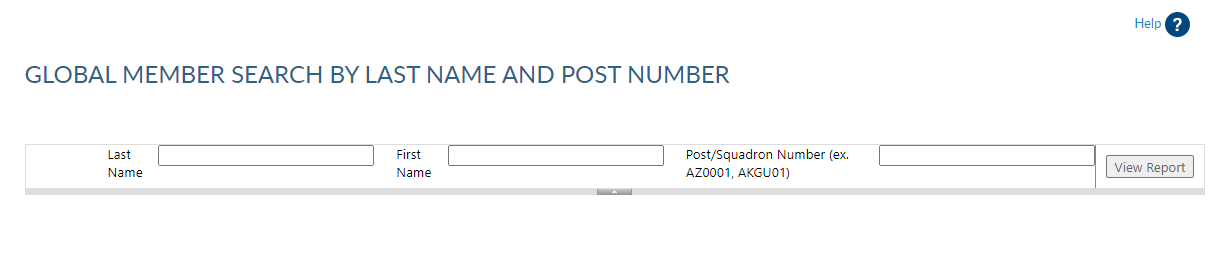 Help ?
GLOBAL MEMBER SEARCH BY LAST NAME AND POST NUMBER
Last
Name
First
Name
Post/Squadron Number (ex.
AZ0001, AKGU01)
View Report